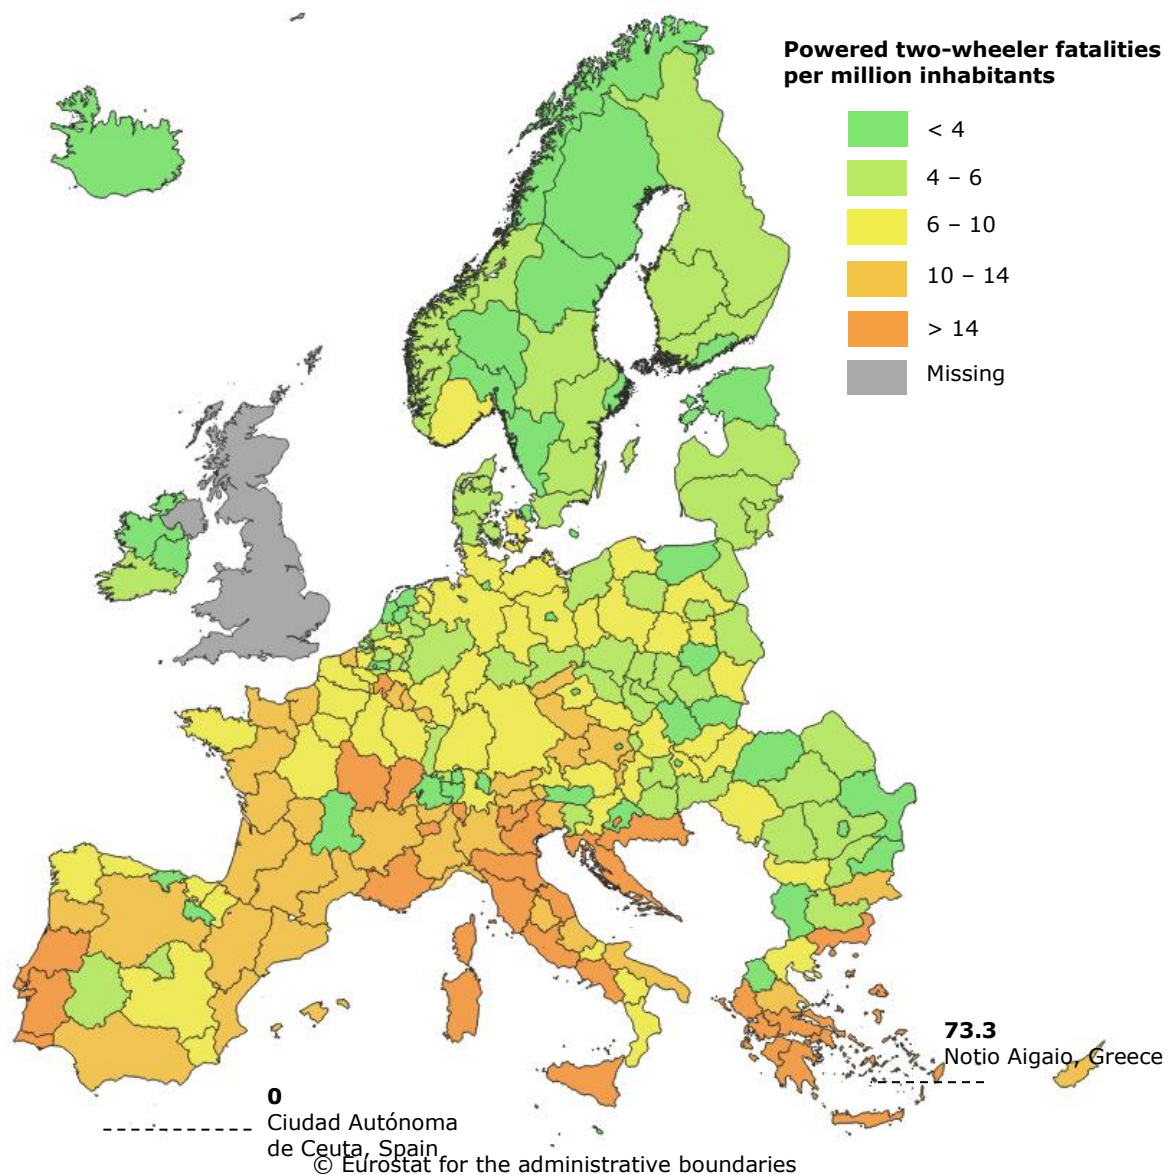 Powered two-wheeler fatalities
per million inhabitants
< 4
4 – 6
6 – 10
10 – 14
> 14
Missing
73.3
Notio Aigaio, Greece
0
Ciudad Autónoma
de Ceuta, Spain
© Eurostat for the administrative boundaries